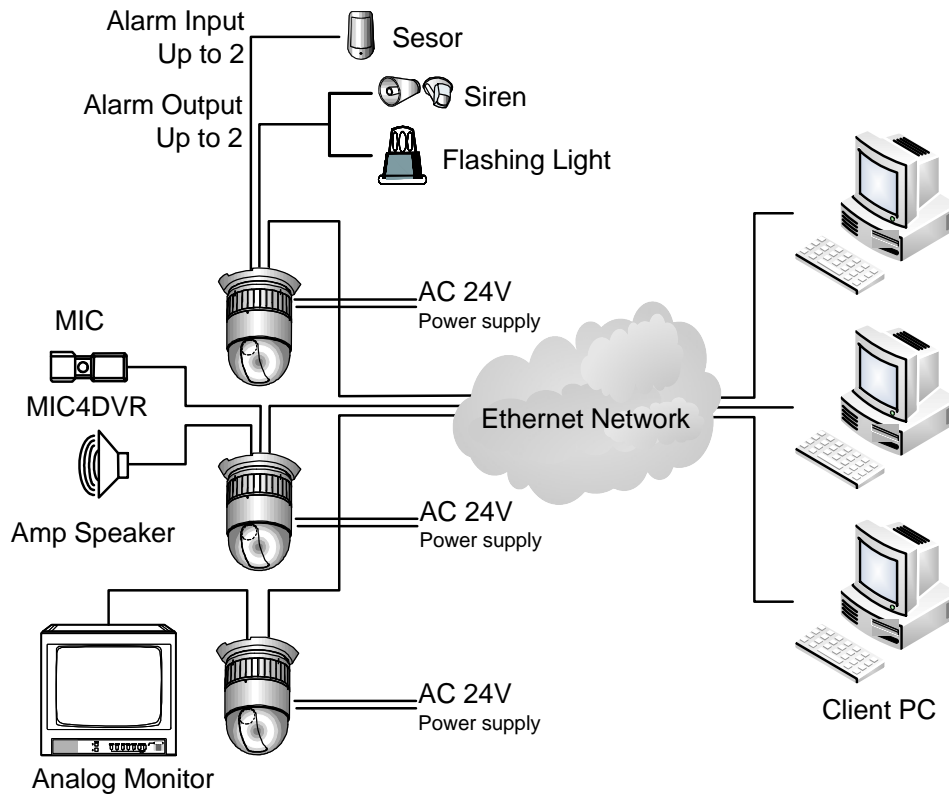 Alarm Input
Up to 2
Sesor
Alarm Output
Up to 2
Siren
Flashing Light
AC 24V
Power supply
MIC
MIC4DVR
Ethernet Network
Amp Speaker
AC 24V
Power supply
AC 24V
Power supply
Client PC
Analog Monitor